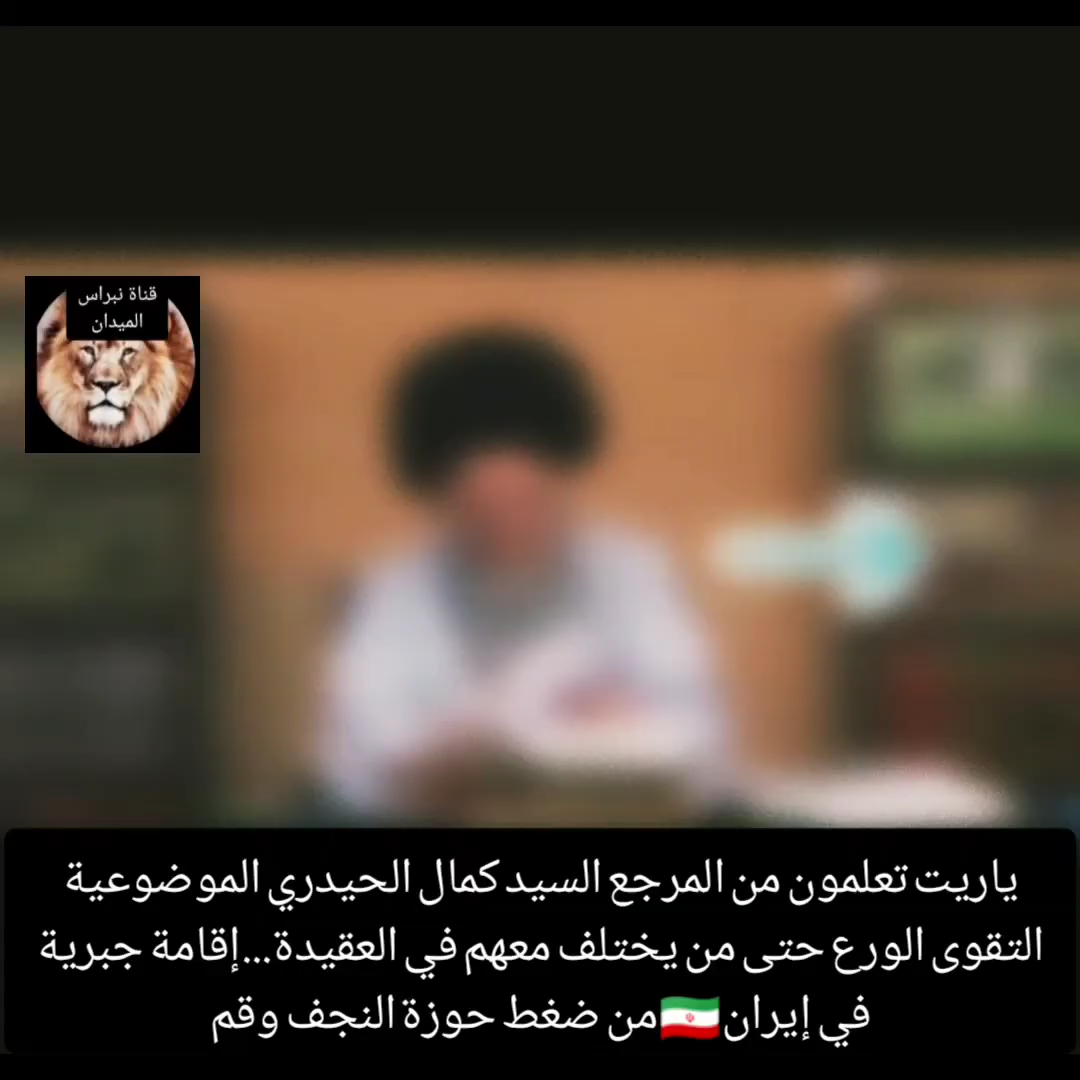 قناة نبراس
الميدان
ياريت تعلمون من المرجع السيد كمال الحيدري الموضوعية
التقوى الورع حتى من يختلف معهم في العقيدة...إقامة جبرية
في إيران🇮🇷من ضغط حوزة النجف وقم